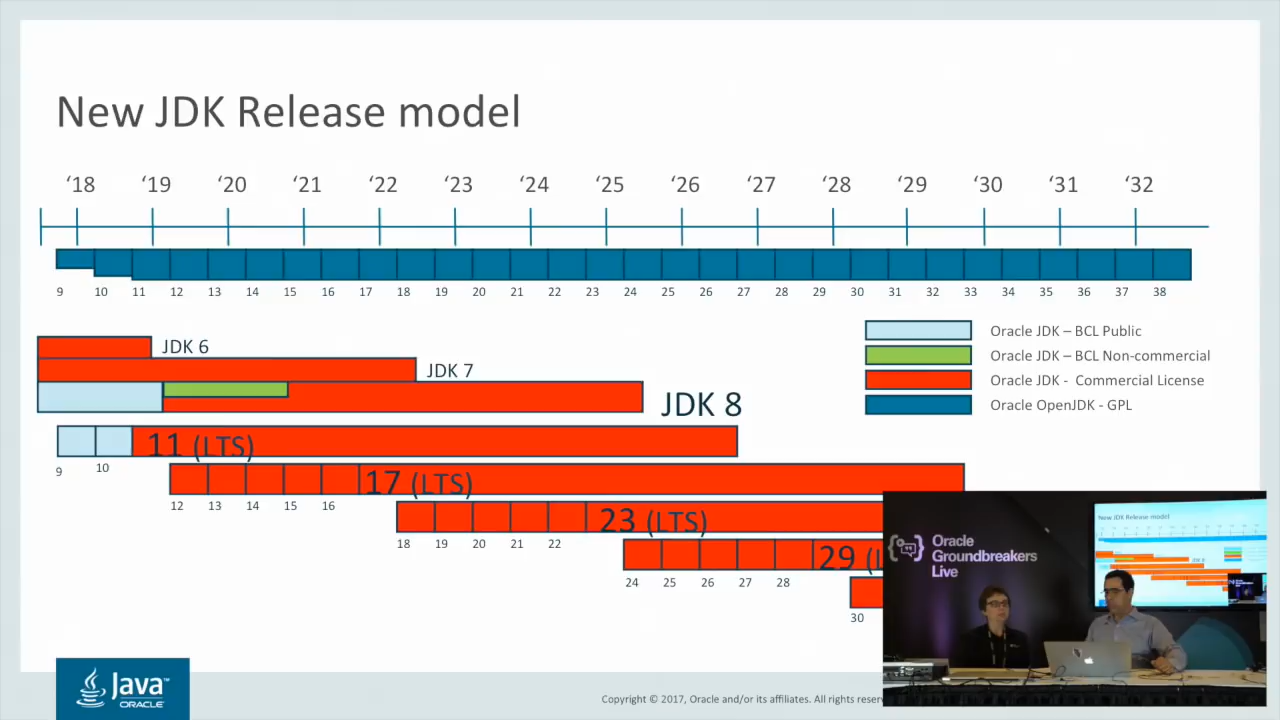 New JDK Release model
‘18 ‘19 ‘20 ‘21 ‘22 ‘23 ‘24 ‘25 ‘26 ‘27 ‘28 ‘29 ‘30 ‘31 ‘32
9 10 11 12 13 14 15 16 17 18 19 20 21 22 23 24 25 26 27 28 29 30 31 32 33 34 35 36 37 38
Oracle JDK – BCL Public
JDK 6
Oracle JDK – BCL Non-commercial
JDK 7
Oracle JDK - Commercial License
JDK 8
Oracle OpenJDK - GPL
11 (LTS)
9 10
17 (LTS)
12 13 14 15 16
23 (LTS)
18 19 20 21 22
29 (L
24 25 26 27 28
30
Oracle
Groundbreakers
Live
New JDK Release model
Java™
ORACLE
Copyright © 2017, Oracle and/or its affiliates. All rights reser